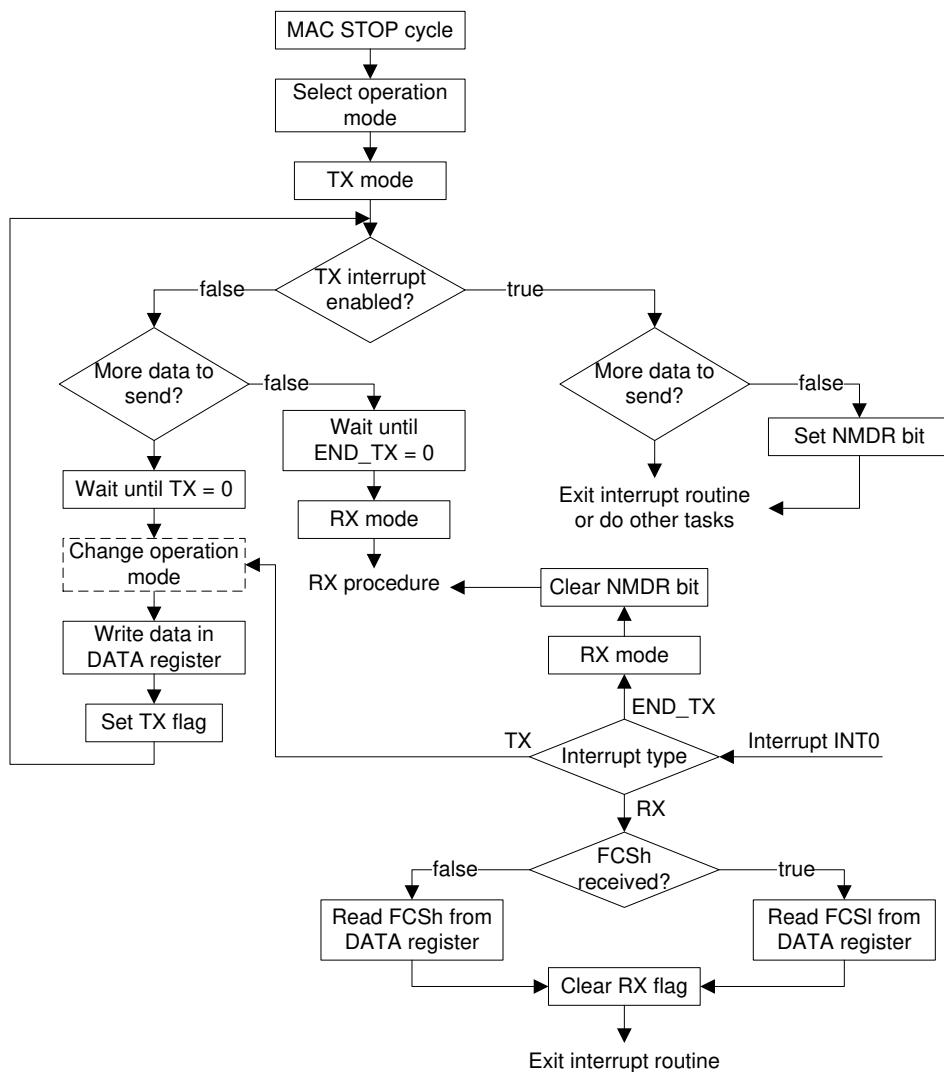 MAC STOP cycle
Select operation
mode
TX mode
TX interrupt
enabled?
false
true
More data to
send?
false
More data to
send?
false
Wait until
END_TX = 0
Set NMDR bit
Wait until TX = 0
Exit interrupt routine
or do other tasks
RX mode
Change operation
mode
RX procedure
Clear NMDR bit
Write data in
DATA register
RX mode
Set TX flag
END_TX
TX
Interrupt type
Interrupt INT0
RX
FCSh
received?
false
true
Read FCSh from
DATA register
Read FCSl from
DATA register
Clear RX flag
Exit interrupt routine